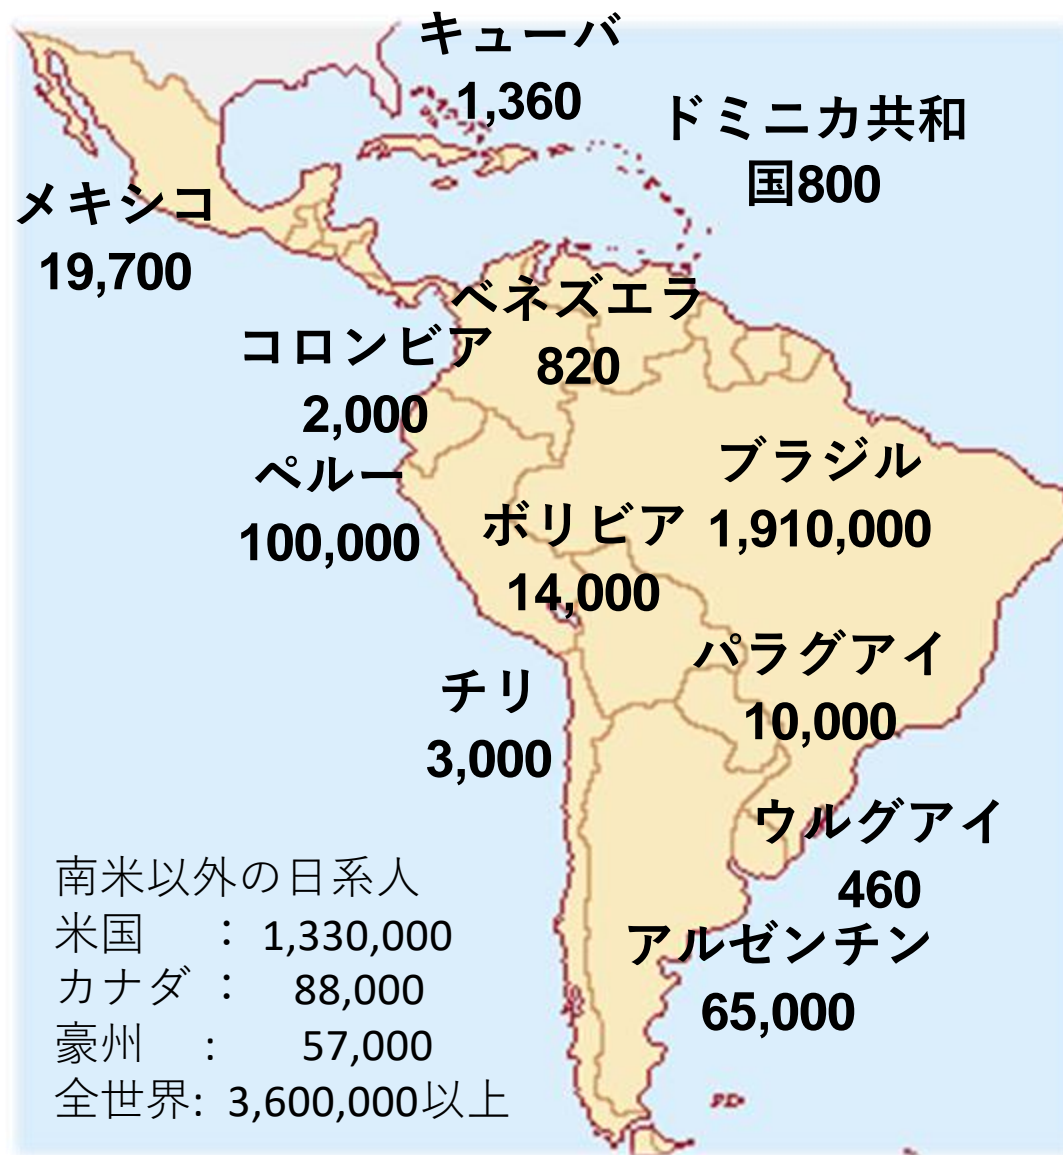 キューバ
1,360
ドミニカ共和
国800
メキシコ
19,700
ベネズエラ
820
コロンビア
2,000
ペルー
100,000
ブラジル
1,910,000
ボリビア
14,000
パラグアイ
10,000
チリ
3,000
ウルグアイ
460
アルゼンチン
65,000
南米以外の日系人
米国 : 1,330,000
カナダ : 88,000
豪州 : 57,000
全世界: 3,600,000以上